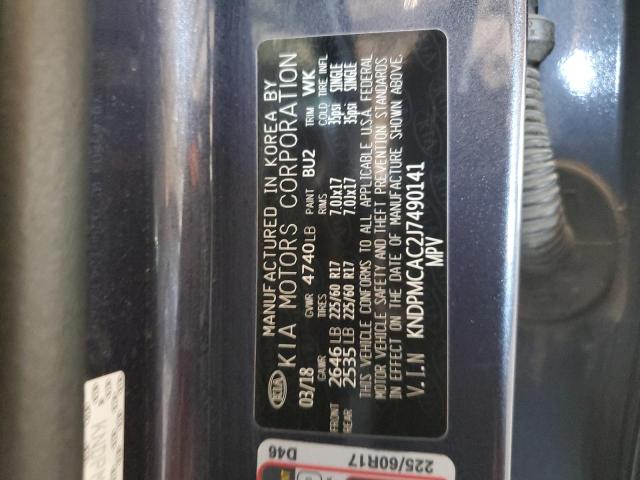 KIA
MANUFACTURED IN KOREA BY
KIA MOTORS CORPORATION
03/18 GVWR 4740LB PAINT BU2 TRIM WK
GAWR TIRES RIMS COLD TIRE INFL
FRONT 2646LB 225/60 R17 7.0Jx17 35psi SINGLE
REAR 2535LB 225/60 R17 7.0Jx17 35psi SINGLE
THIS VEHICLE CONFORMS TO ALL APPLICABLE U.S.A. FEDERAL
MOTOR VEHICLE SAFETY AND THEFT PREVENTION STANDARDS
IN EFFECT ON THE DATE OF MANUFACTURE SHOWN ABOVE.
V.I.N KNDPMCAC2J7490141
MPV
D46
225/60R17